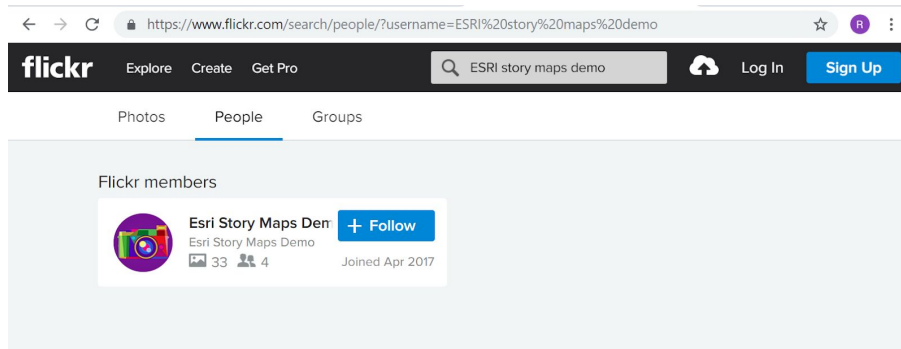 https://www.flickr.com/search/people/?username=ESRI%20story%20maps%20demo
R
flickr Explore Create Get Pro ESRI story maps demo Log In Sign Up
Photos People Groups
Flickr members
Esri Story Maps Dem + Follow
Esri Story Maps Demo
33 4 Joined Apr 2017